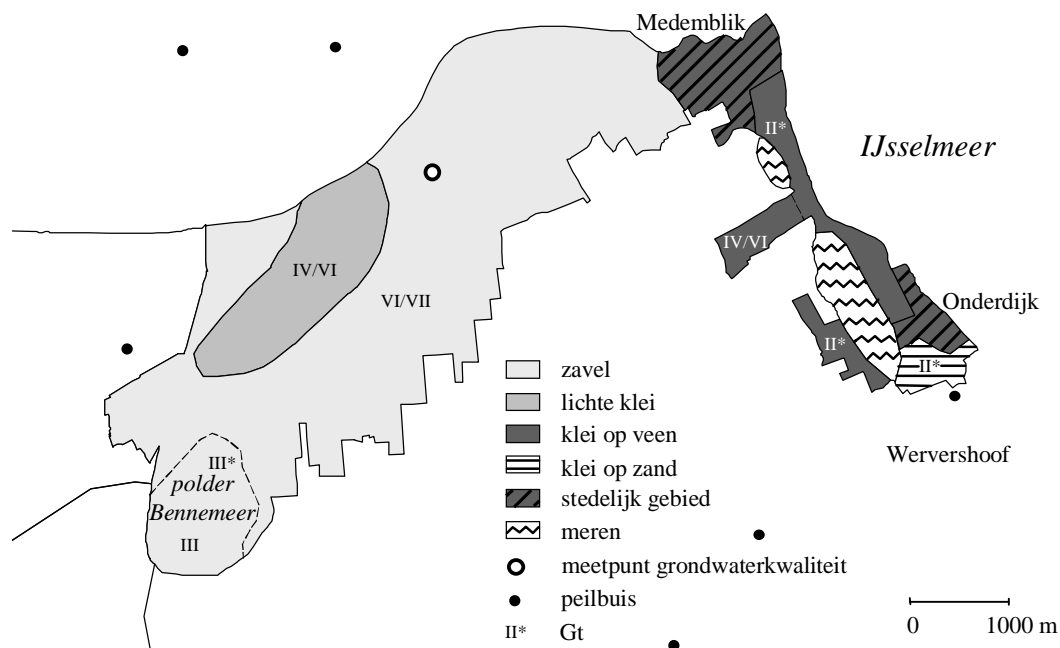 Medemblik
II*
IJsselmeer
IV/VI
IV/VI
VI/VII
Onderdijk
II*
II*
Wervershoof
III*
polder
Bennemeer
III
zavel
lichte klei
klei op veen
klei op zand
stedelijk gebied
meren
meetpunt grondwaterkwaliteit
peilbuis
II* Gt
0 1000 m